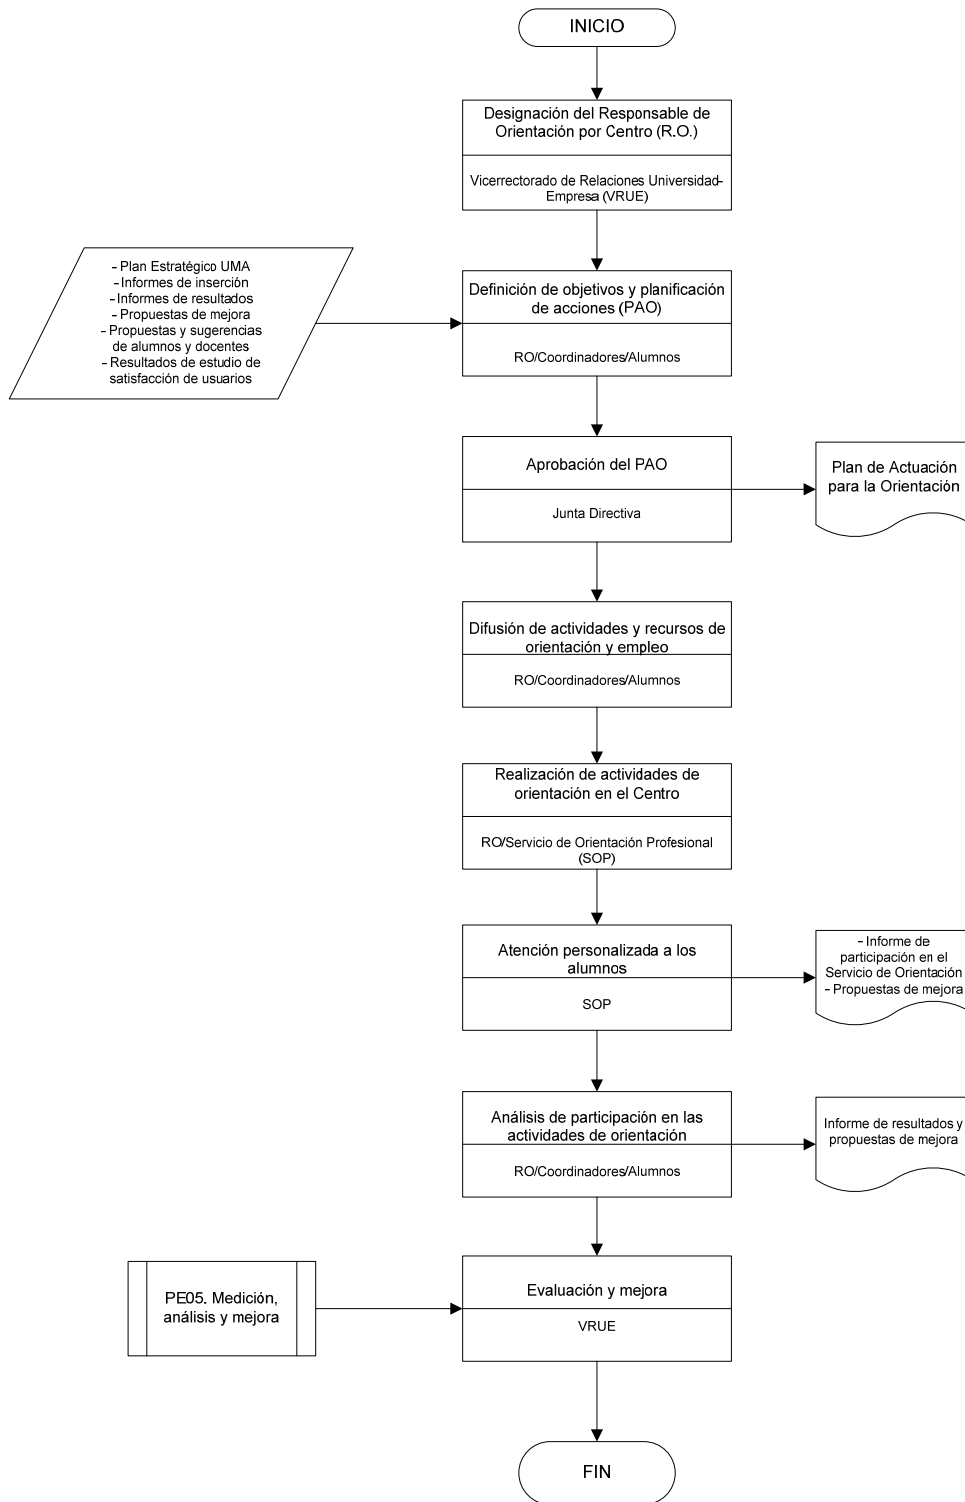 INICIO
Designación del Responsable de
Orientación por Centro (R.O.)
Vicerrectorado de Relaciones Universidad-
Empresa (VRUE)
– Plan Estratégico UMA
– Informes de inserción
– Informes de resultados
– Propuestas de mejora
– Propuestas y sugerencias
de alumnos y docentes
– Resultados de estudio de
satisfacción de usuarios
Definición de objetivos y planificación
de acciones (PAO)
RO/Coordinadores/Alumnos
Aprobación del PAO
Junta Directiva
Plan de Actuación
para la Orientación
Difusión de actividades y recursos de
orientación y empleo
RO/Coordinadores/Alumnos
Realización de actividades de
orientación en el Centro
RO/Servicio de Orientación Profesional
(SOP)
Atención personalizada a los
alumnos
SOP
– Informe de
participación en el
Servicio de Orientación
– Propuestas de mejora
Análisis de participación en las
actividades de orientación
RO/Coordinadores/Alumnos
Informe de resultados y
propuestas de mejora
PE05. Medición,
análisis y mejora
Evaluación y mejora
VRUE
FIN